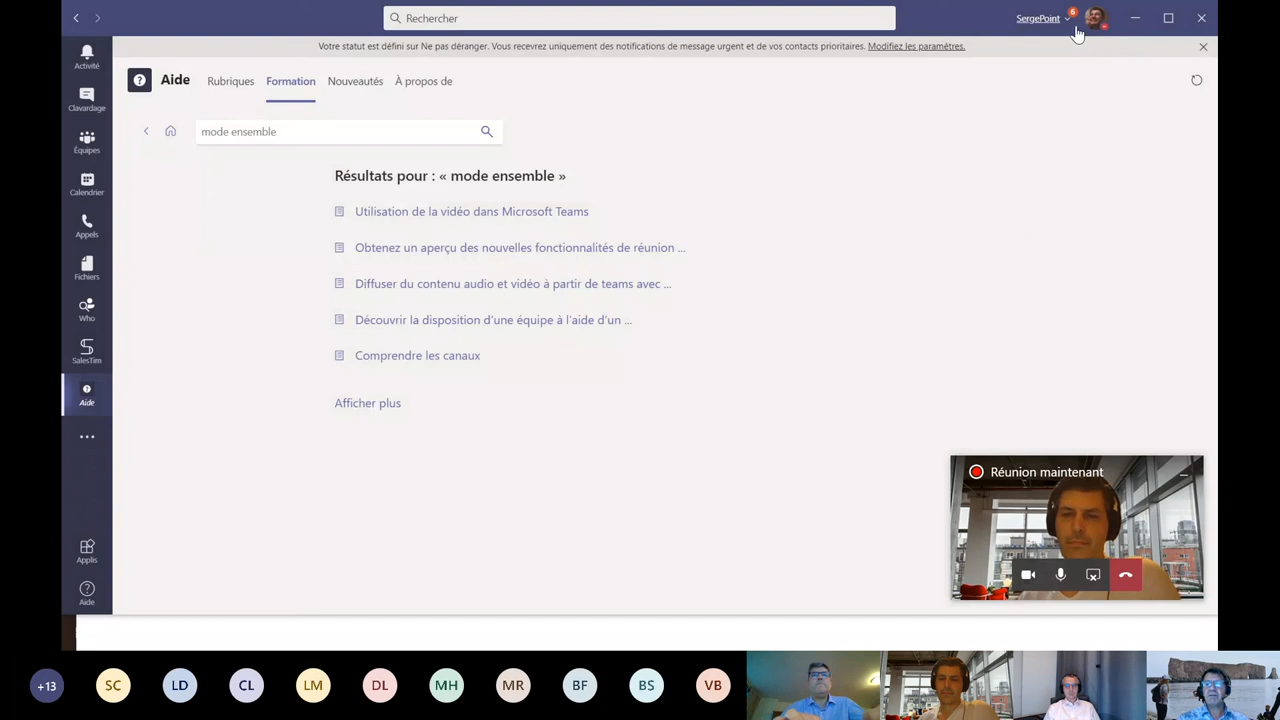 Rechercher
SergePoint
6
Votre statut est défini sur Ne pas déranger. Vous recevrez uniquement des notifications de message urgent et de vos contacts prioritaires. Modifiez les paramètres.
Activité
Clavardage
Équipes
Calendrier
Appels
Fichiers
Who
SalesTim
Aide
Applis
Aide
Aide
Rubriques
Formation
Nouveautés
À propos de
mode ensemble
Résultats pour : « mode ensemble »
Utilisation de la vidéo dans Microsoft Teams
Obtenez un aperçu des nouvelles fonctionnalités de réunion ...
Diffuser du contenu audio et vidéo à partir de teams avec ...
Découvrir la disposition d'une équipe à l'aide d'un ...
Comprendre les canaux
Afficher plus
Réunion maintenant
+13
SC
LD
CL
LM
DL
MH
MR
BF
BS
VB